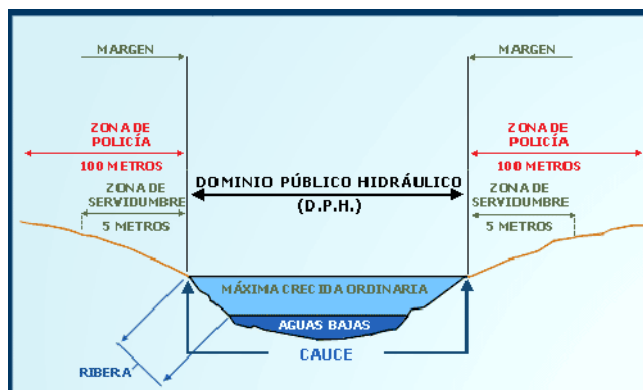 MARGEN
MARGEN
ZONA DE
POLICÍA
100 METROS
ZONA DE
POLICÍA
100 METROS
DOMINIO PÚBLICO HIDRÁULICO
(D.P.H.)
ZONA DE
SERVIDUMBRE
5 METROS
ZONA DE
SERVIDUMBRE
5 METROS
MÁXIMA CRECIDA ORDINARIA
AGUAS BAJAS
CAUCE
RIBERA